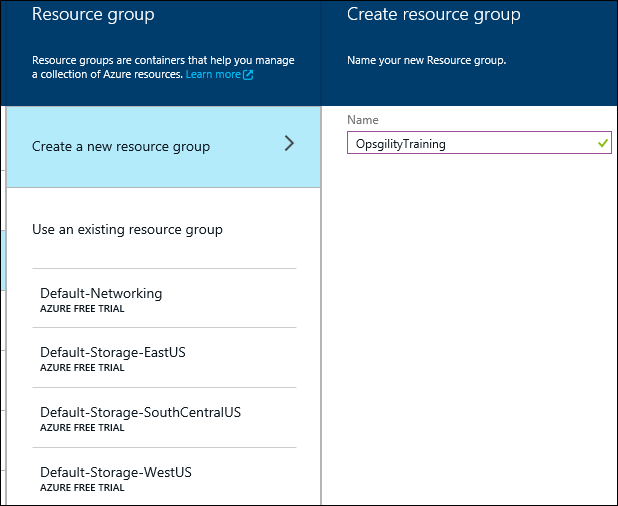 Resource group
Resource groups are containers that help you manage
a collection of Azure resources. Learn more
Create a new resource group
Use an existing resource group
Default-Networking
AZURE FREE TRIAL
Default-Storage-EastUS
AZURE FREE TRIAL
Default-Storage-SouthCentralUS
AZURE FREE TRIAL
Default-Storage-WestUS
AZURE FREE TRIAL
Create resource group
Name your new Resource group.
Name
OpsgilityTraining